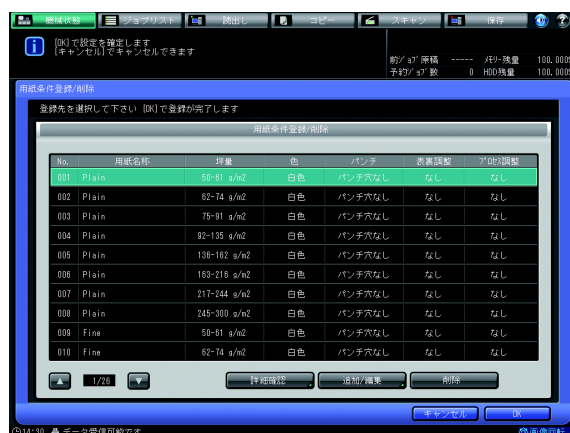 機械状態 ジョブリスト 読出し コピー スキャン 保存
[OK]で設定を確定します
[キャンセル]でキャンセルできます
前ｼﾞｮﾌﾞ原稿 ----- ﾒﾓﾘｰ残量 100.000%
予約ｼﾞｮﾌﾞ数 0 HDD残量 100.000%
用紙条件登録/削除
登録先を選択して下さい [OK]で登録が完了します
用紙条件登録/削除
No. 用紙名称 坪量 色 パンチ 表裏調整 ﾌﾟﾛｾｽ調整
001 Plain 50-61 g/m2 白色 パンチ穴なし なし なし
002 Plain 62-74 g/m2 白色 パンチ穴なし なし なし
003 Plain 75-91 g/m2 白色 パンチ穴なし なし なし
004 Plain 92-135 g/m2 白色 パンチ穴なし なし なし
005 Plain 136-162 g/m2 白色 パンチ穴なし なし なし
006 Plain 163-216 g/m2 白色 パンチ穴なし なし なし
007 Plain 217-244 g/m2 白色 パンチ穴なし なし なし
008 Plain 245-300 g/m2 白色 パンチ穴なし なし なし
009 Fine 50-61 g/m2 白色 パンチ穴なし なし なし
010 Fine 62-74 g/m2 白色 パンチ穴なし なし なし
1/26 詳細確認 追加/編集 削除
キャンセル OK
14:30 データ受信可能です 画像回転